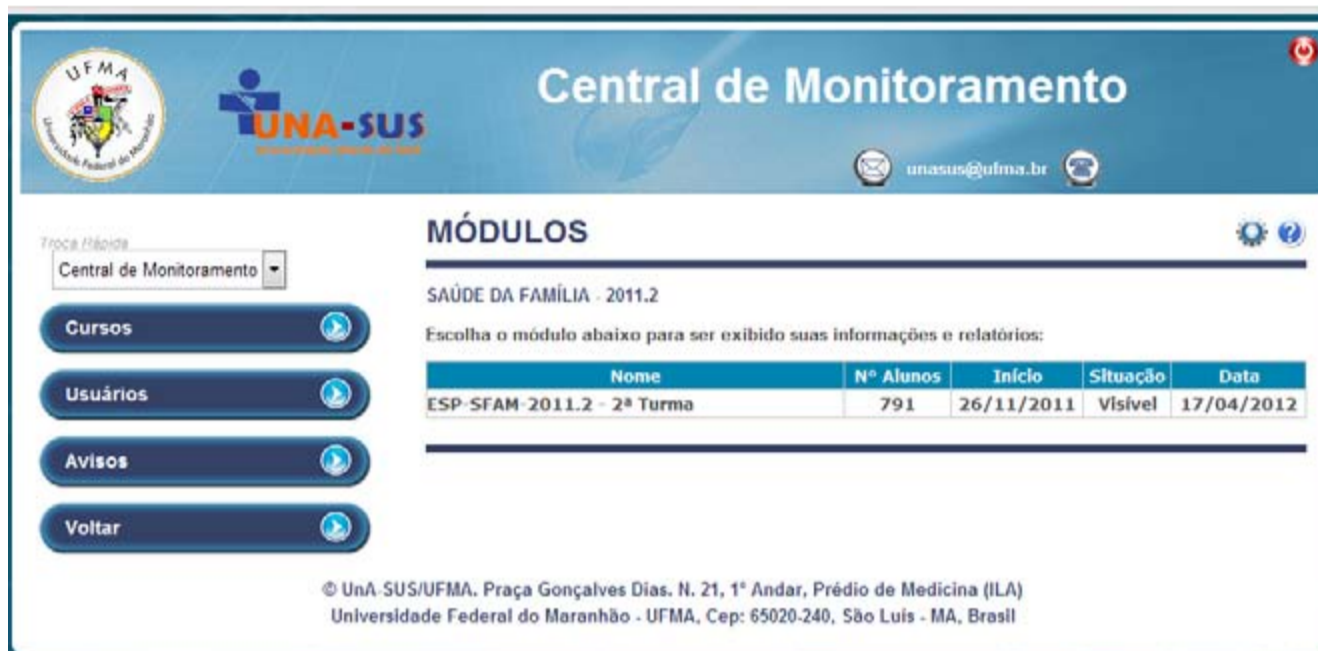 UFMA
Universidade Federal do Maranhão
UNA-SUS
Central de Monitoramento
unasus@ufma.br
Troca Rápida
Central de Monitoramento
Cursos
Usuários
Avisos
Voltar
MÓDULOS
SAÚDE DA FAMÍLIA - 2011.2
Escolha o módulo abaixo para ser exibido suas informações e relatórios:
Nome Nº Alunos Início Situação Data
ESP-SFAM-2011.2 - 2ª Turma 791 26/11/2011 Visível 17/04/2012
© UnA-SUS/UFMA. Praça Gonçalves Dias. N. 21, 1º Andar, Prédio de Medicina (ILA)
Universidade Federal do Maranhão - UFMA, Cep: 65020-240, São Luís - MA, Brasil